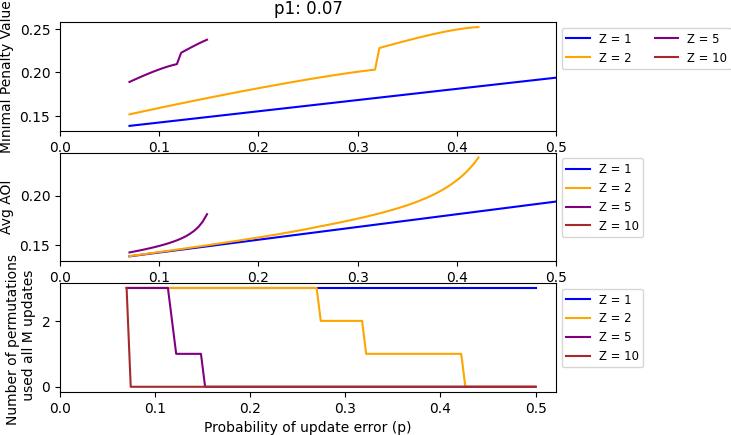 p1: 0.07
Minimal Penalty Value
0.25
0.20
0.15
0.0 0.1 0.2 0.3 0.4 0.5
Z = 1
Z = 2
Z = 5
Z = 10
Avg AOI
0.20
0.15
0.0 0.1 0.2 0.3 0.4 0.5
Z = 1
Z = 2
Z = 5
Z = 10
Number of permutations
used all M updates
2
0
0.0 0.1 0.2 0.3 0.4 0.5
Probability of update error (p)
Z = 1
Z = 2
Z = 5
Z = 10